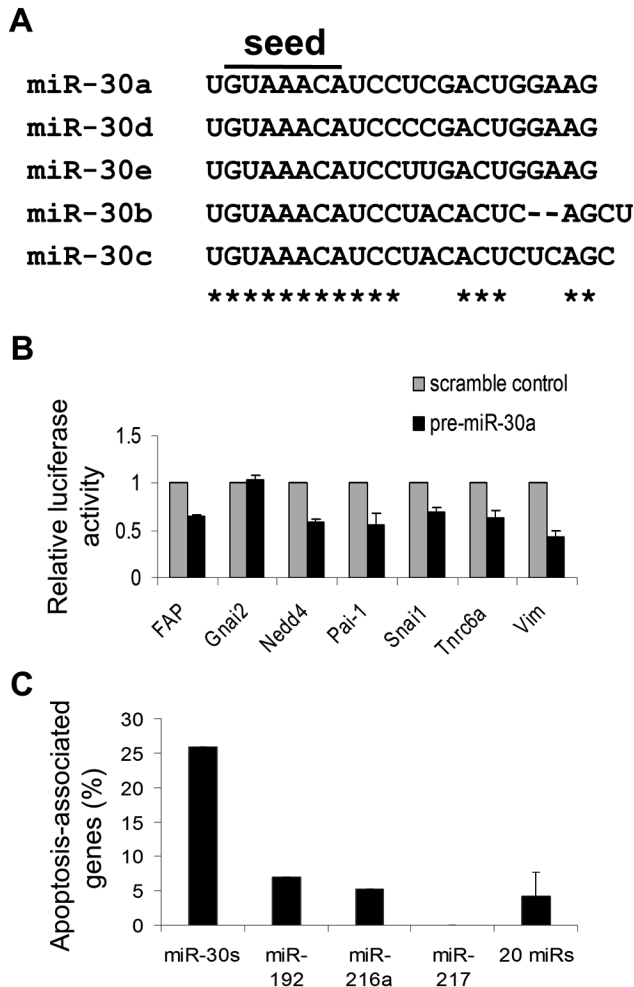 A
seed
miR-30a UGUAAACAUCCUCGACUGGAAG
miR-30d UGUAAACAUCCCCGACUGGAAG
miR-30e UGUAAACAUCCUUGACUGGAAG
miR-30b UGUAAACAUCCUACACUC--AGCU
miR-30c UGUAAACAUCCUACACUCUCAGC
*********** *** **
B
scramble control
pre-miR-30a
Relative luciferase
activity
1.5
1
0.5
0
FAP
Gnai2
Nedd4
Pai-1
Snai1
Tnrc6a
Vim
C
Apoptosis-associated
genes (%)
30
25
20
15
10
5
0
miR-30s
miR-
192
miR-
216a
miR-
217
20 miRs